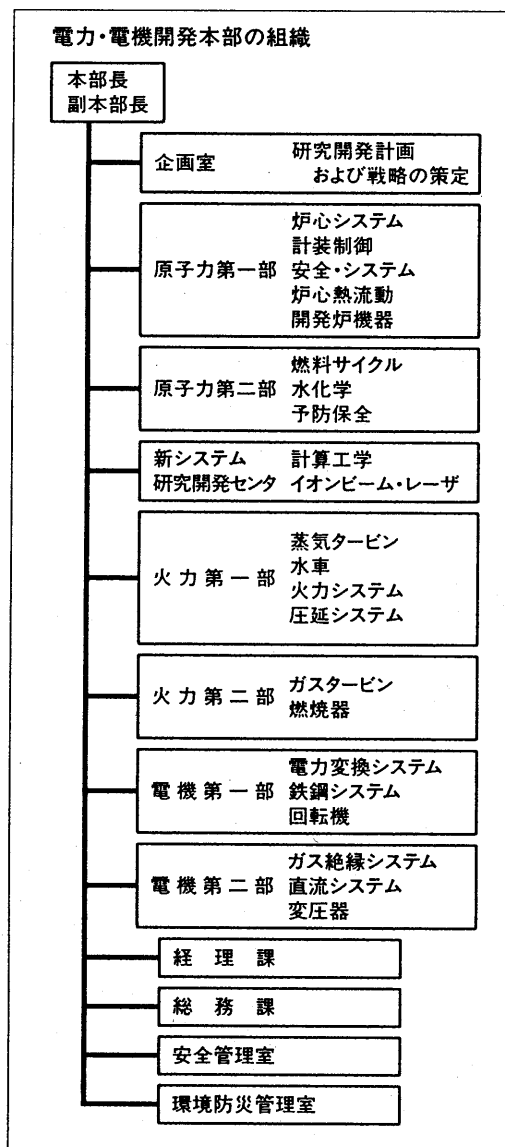 電力・電機開発本部の組織
本部長
副本部長
企画室
研究開発計画
および戦略の策定
原子力第一部
炉心システム
計装制御
安全・システム
炉心熱流動
開発炉機器
原子力第二部
燃料サイクル
水化学
予防保全
新システム
研究開発センタ
計算工学
イオンビーム・レーザ
火力第一部
蒸気タービン
水車
火力システム
圧延システム
火力第二部
ガスタービン
燃焼器
電機第一部
電力変換システム
鉄鋼システム
回転機
電機第二部
ガス絶縁システム
直流システム
変圧器
経理課
総務課
安全管理室
環境防災管理室